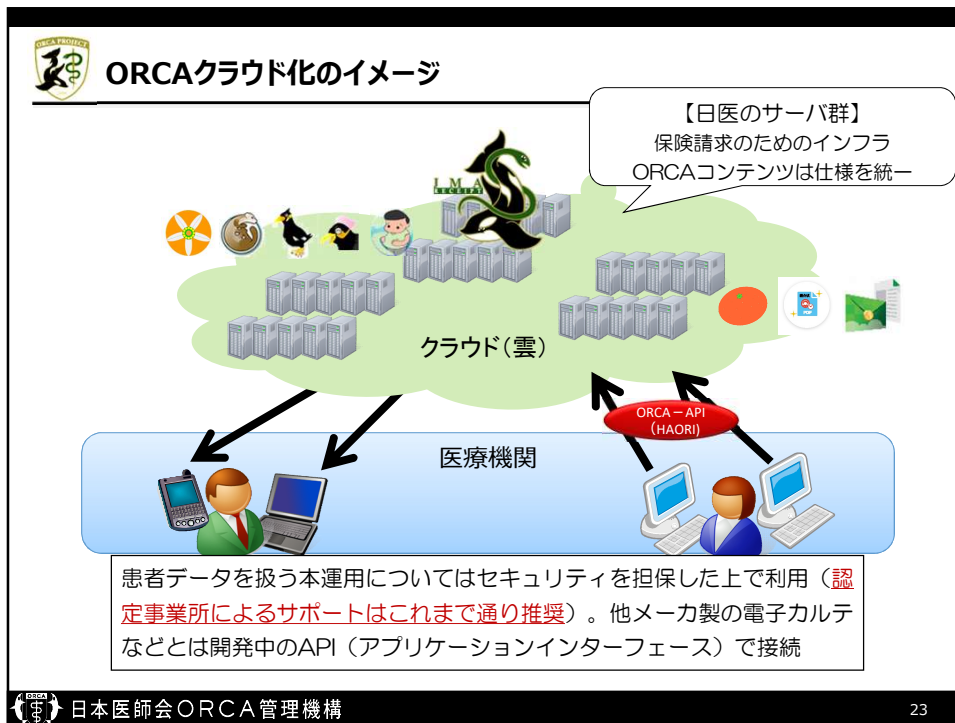 ORCA PROJECT
ORCAクラウド化のイメージ
【日医のサーバ群】
保険請求のためのインフラ
ORCAコンテンツは仕様を統一
JMA
RECEIPT
PDF
クラウド（雲）
ORCA－API
（HAORI)
医療機関
患者データを扱う本運用についてはセキュリティを担保した上で利用（認
定事業所によるサポートはこれまで通り推奨）。他メーカ製の電子カルテ
などとは開発中のAPI（アプリケーションインターフェース）で接続
ORCA
日本医師会ＯＲＣＡ管理機構
23